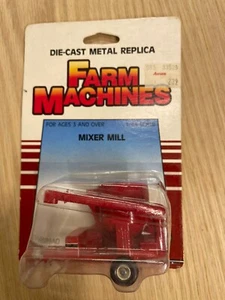 DIE-CAST METAL REPLICA
FARM
MACHINES
FOR AGES 3 AND OVER
MIXER MILL